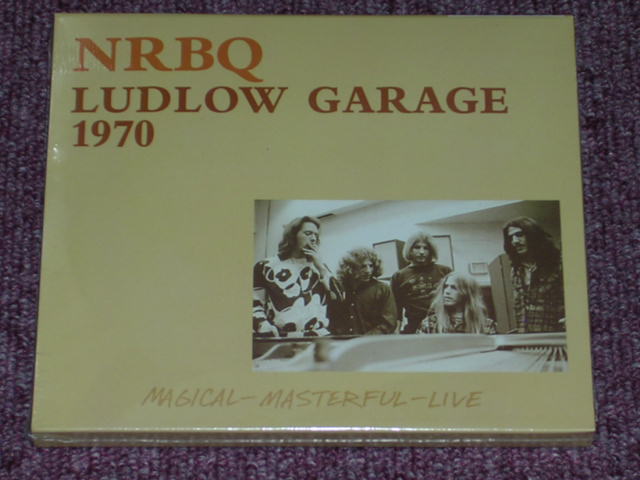 NRBQ
LUDLOW GARAGE
1970
MAGICAL-MASTERFUL-LIVE